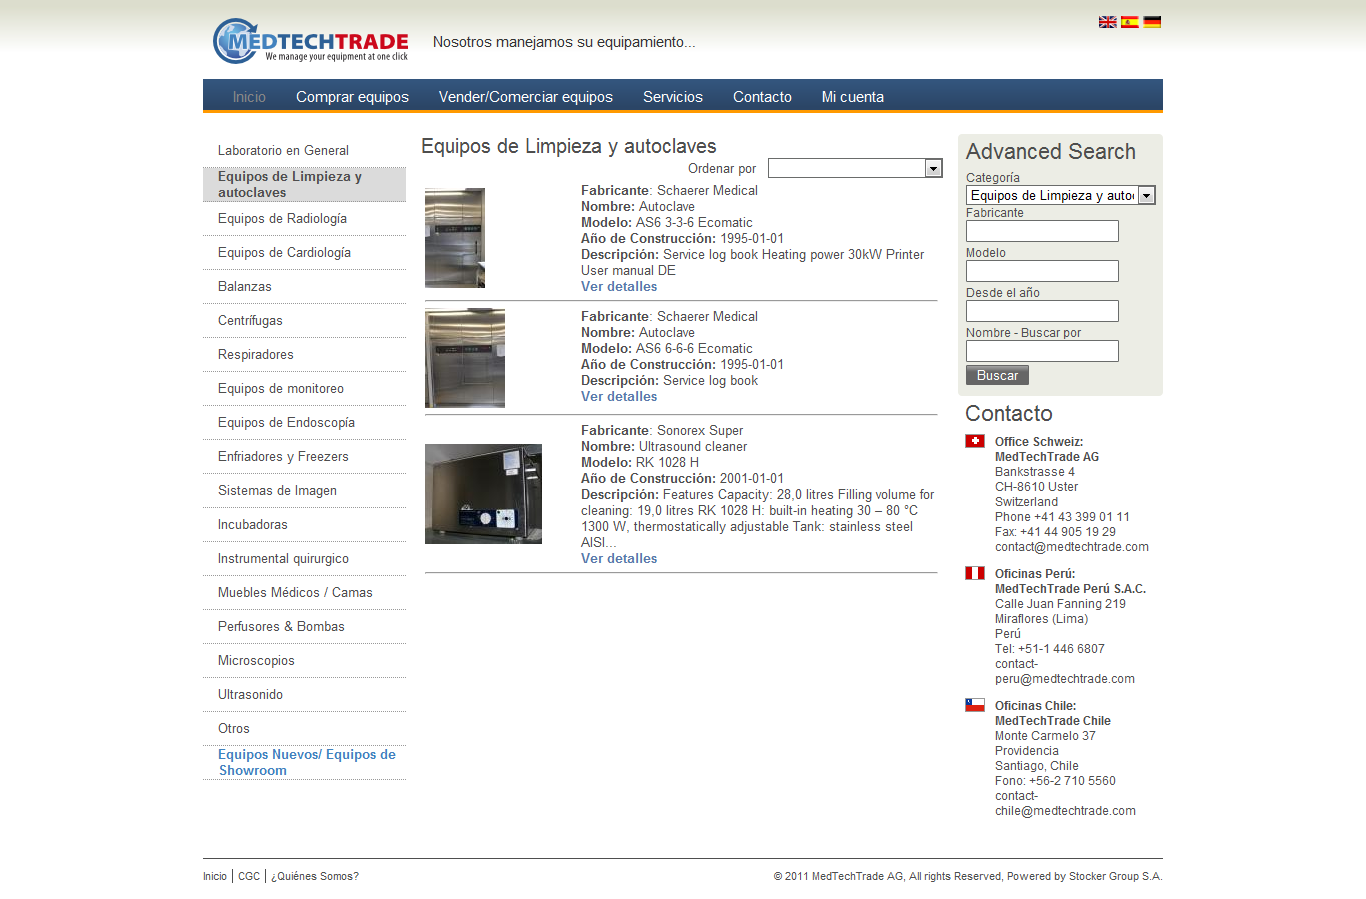 MEDTECHTRADE
We manage your equipment at one click
Nosotros manejamos su equipamiento...
Inicio
Comprar equipos
Vender/Comerciar equipos
Servicios
Contacto
Mi cuenta
Laboratorio en General
Equipos de Limpieza y
autoclaves
Equipos de Radiología
Equipos de Cardiología
Balanzas
Centrífugas
Respiradores
Equipos de monitoreo
Equipos de Endoscopía
Enfriadores y Freezers
Sistemas de Imagen
Incubadoras
Instrumental quirurgico
Muebles Médicos / Camas
Perfusores & Bombas
Microscopios
Ultrasonido
Otros
Equipos Nuevos/ Equipos de
Showroom
Equipos de Limpieza y autoclaves
Ordenar por
Fabricante: Schaerer Medical
Nombre: Autoclave
Modelo: AS6 3-3-6 Ecomatic
Año de Construcción: 1995-01-01
Descripción: Service log book Heating power 30kW Printer
User manual DE
Ver detalles
Fabricante: Schaerer Medical
Nombre: Autoclave
Modelo: AS6 6-6-6 Ecomatic
Año de Construcción: 1995-01-01
Descripción: Service log book
Ver detalles
Fabricante: Sonorex Super
Nombre: Ultrasound cleaner
Modelo: RK 1028 H
Año de Construcción: 2001-01-01
Descripción: Features Capacity: 28,0 litres Filling volume for
cleaning: 19,0 litres RK 1028 H: built-in heating 30 – 80 °C
1300 W, thermostatically adjustable Tank: stainless steel
AISI...
Ver detalles
Advanced Search
Categoría
Equipos de Limpieza y autoc
Fabricante
Modelo
Desde el año
Nombre - Buscar por
Buscar
Contacto
Office Schweiz:
MedTechTrade AG
Bankstrasse 4
CH-8610 Uster
Switzerland
Phone +41 43 399 01 11
Fax: +41 44 905 19 29
contact@medtechtrade.com
Oficinas Perú:
MedTechTrade Perú S.A.C.
Calle Juan Fanning 219
Miraflores (Lima)
Perú
Tel: +51-1 446 6807
contact-
peru@medtechtrade.com
Oficinas Chile:
MedTechTrade Chile
Monte Carmelo 37
Providencia
Santiago, Chile
Fono: +56-2 710 5560
contact-
chile@medtechtrade.com
Inicio | CGC | ¿Quiénes Somos?
© 2011 MedTechTrade AG, All rights Reserved, Powered by Stocker Group S.A.